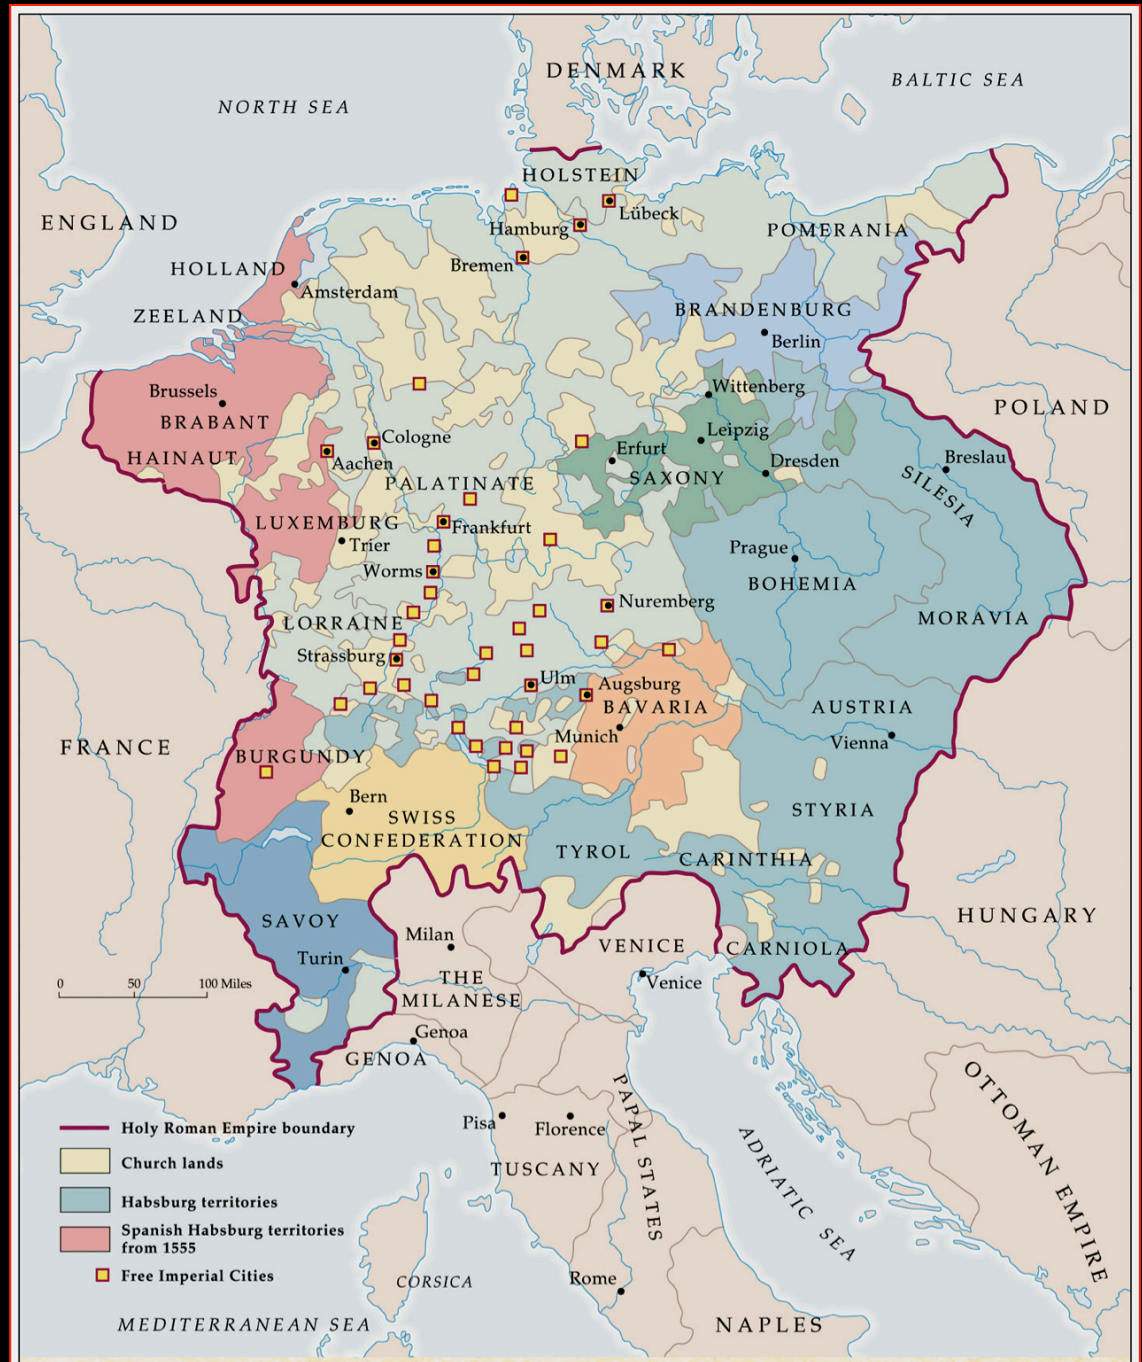 DENMARK
BALTIC SEA
NORTH SEA
HOLSTEIN
Lübeck
ENGLAND
Hamburg
POMERANIA
Bremen
HOLLAND
Amsterdam
ZEELAND
BRANDENBURG
Berlin
Brussels
BRABANT
Wittenberg
POLAND
Cologne
Leipzig
HAINAUT
Aachen
Erfurt
Dresden
Breslau
SAXONY
SILESIA
PALATINATE
LUXEMBURG
Frankfurt
Trier
Prague
Worms
BOHEMIA
Nuremberg
LORRAINE
MORAVIA
Strassburg
Ulm
Augsburg
BAVARIA
AUSTRIA
Munich
Vienna
FRANCE
BURGUNDY
Bern
SWISS
CONFEDERATION
STYRIA
TYROL
CARINTHIA
SAVOY
HUNGARY
Milan
VENICE
CARNIOLA
Turin
THE
MILANESE
Venice
0 50 100 Miles
Genoa
GENOA
PAPAL STATES
OTTOMAN EMPIRE
Pisa
Florence
TUSCANY
ADRIATIC SEA
Holy Roman Empire boundary
Church lands
Habsburg territories
Spanish Habsburg territories
from 1555
Free Imperial Cities
CORSICA
Rome
MEDITERRANEAN SEA
NAPLES